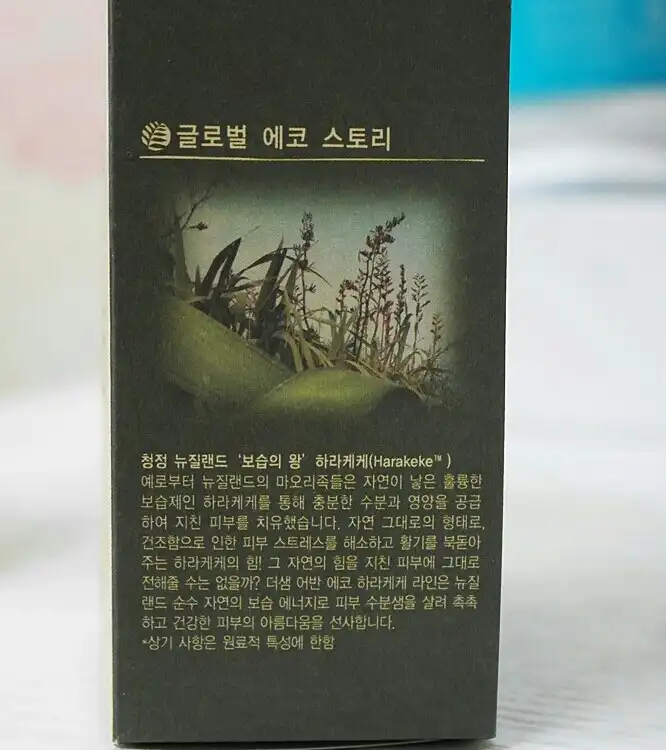 글로벌 에코 스토리
청정 뉴질랜드 ‘보습의 왕’ 하라케케(Harakeke™)
예로부터 뉴질랜드의 마오리족들은 자연이 낳은 훌륭한
보습제인 하라케케를 통해 충분한 수분과 영양을 공급
하여 지친 피부를 치유했습니다. 자연 그대로의 형태로,
건조함으로 인한 피부 스트레스를 해소하고 활기를 북돋아
주는 하라케케의 힘! 그 자연의 힘을 지친 피부에 그대로
전해줄 수는 없을까? 더샘 어반 에코 하라케케 라인은 뉴질
랜드 순수 자연의 보습 에너지로 피부 수분샘을 살려 촉촉
하고 건강한 피부의 아름다움을 선사합니다.
*상기 사항은 원료적 특성에 한함